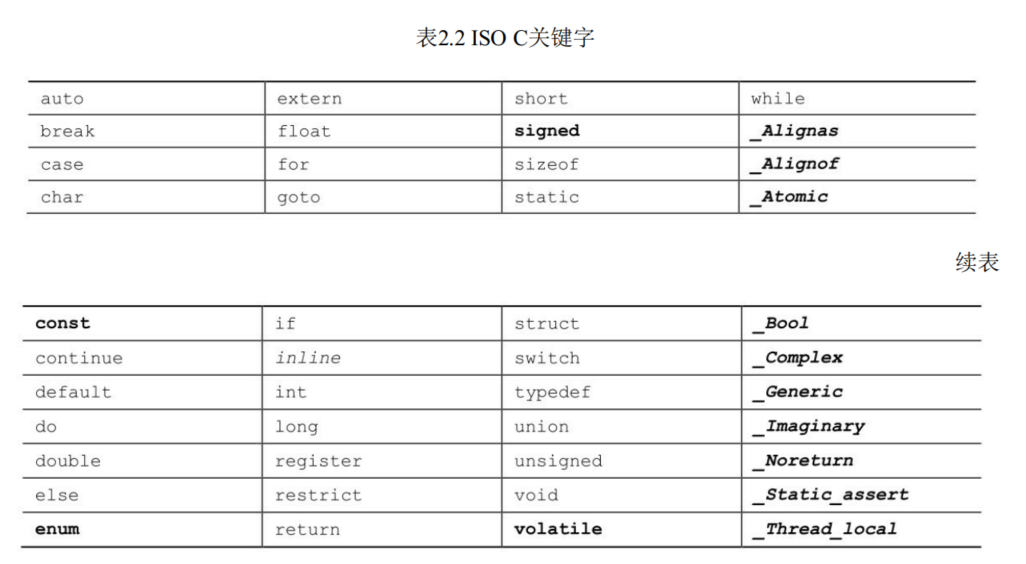 表2.2 ISO C关键字
auto extern short while
break float signed _Alignas
case for sizeof _Alignof
char goto static _Atomic
续表
const if struct _Bool
continue inline switch _Complex
default int typedef _Generic
do long union _Imaginary
double register unsigned _Noreturn
else restrict void _Static_assert
enum return volatile _Thread_local